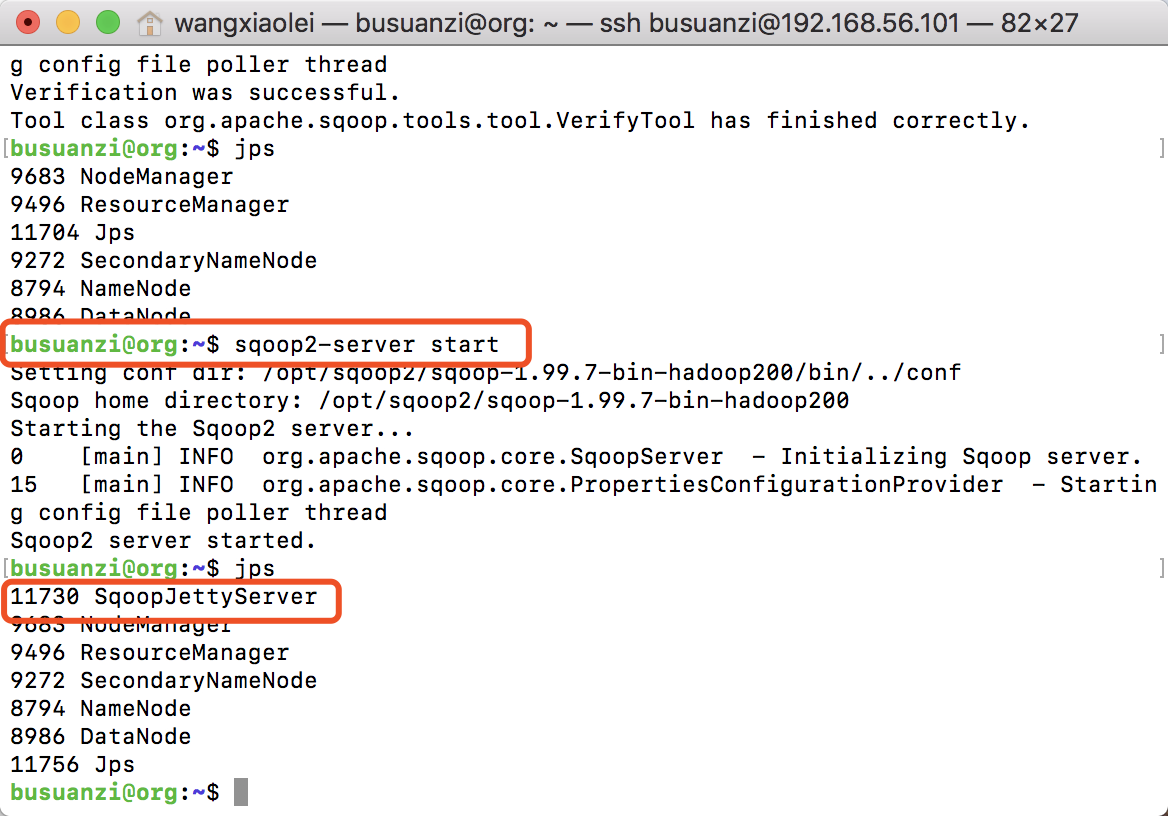 wangxiaolei — busuanzi@org: ~ — ssh busuanzi@192.168.56.101 — 82×27
g config file poller thread
Verification was successful.
Tool class org.apache.sqoop.tools.tool.VerifyTool has finished correctly.
[busuanzi@org:~$ jps ]
9683 NodeManager
9496 ResourceManager
11704 Jps
9272 SecondaryNameNode
8794 NameNode
8986 DataNode
[busuanzi@org:~$ sqoop2-server start ]
Setting conf dir: /opt/sqoop2/sqoop-1.99.7-bin-hadoop200/bin/../conf
Sqoop home directory: /opt/sqoop2/sqoop-1.99.7-bin-hadoop200
Starting the Sqoop2 server...
0    [main] INFO  org.apache.sqoop.core.SqoopServer  - Initializing Sqoop server.
15   [main] INFO  org.apache.sqoop.core.PropertiesConfigurationProvider  - Startin
g config file poller thread
Sqoop2 server started.
[busuanzi@org:~$ jps ]
11730 SqoopJettyServer
9683 NodeManager
9496 ResourceManager
9272 SecondaryNameNode
8794 NameNode
8986 DataNode
11756 Jps
busuanzi@org:~$